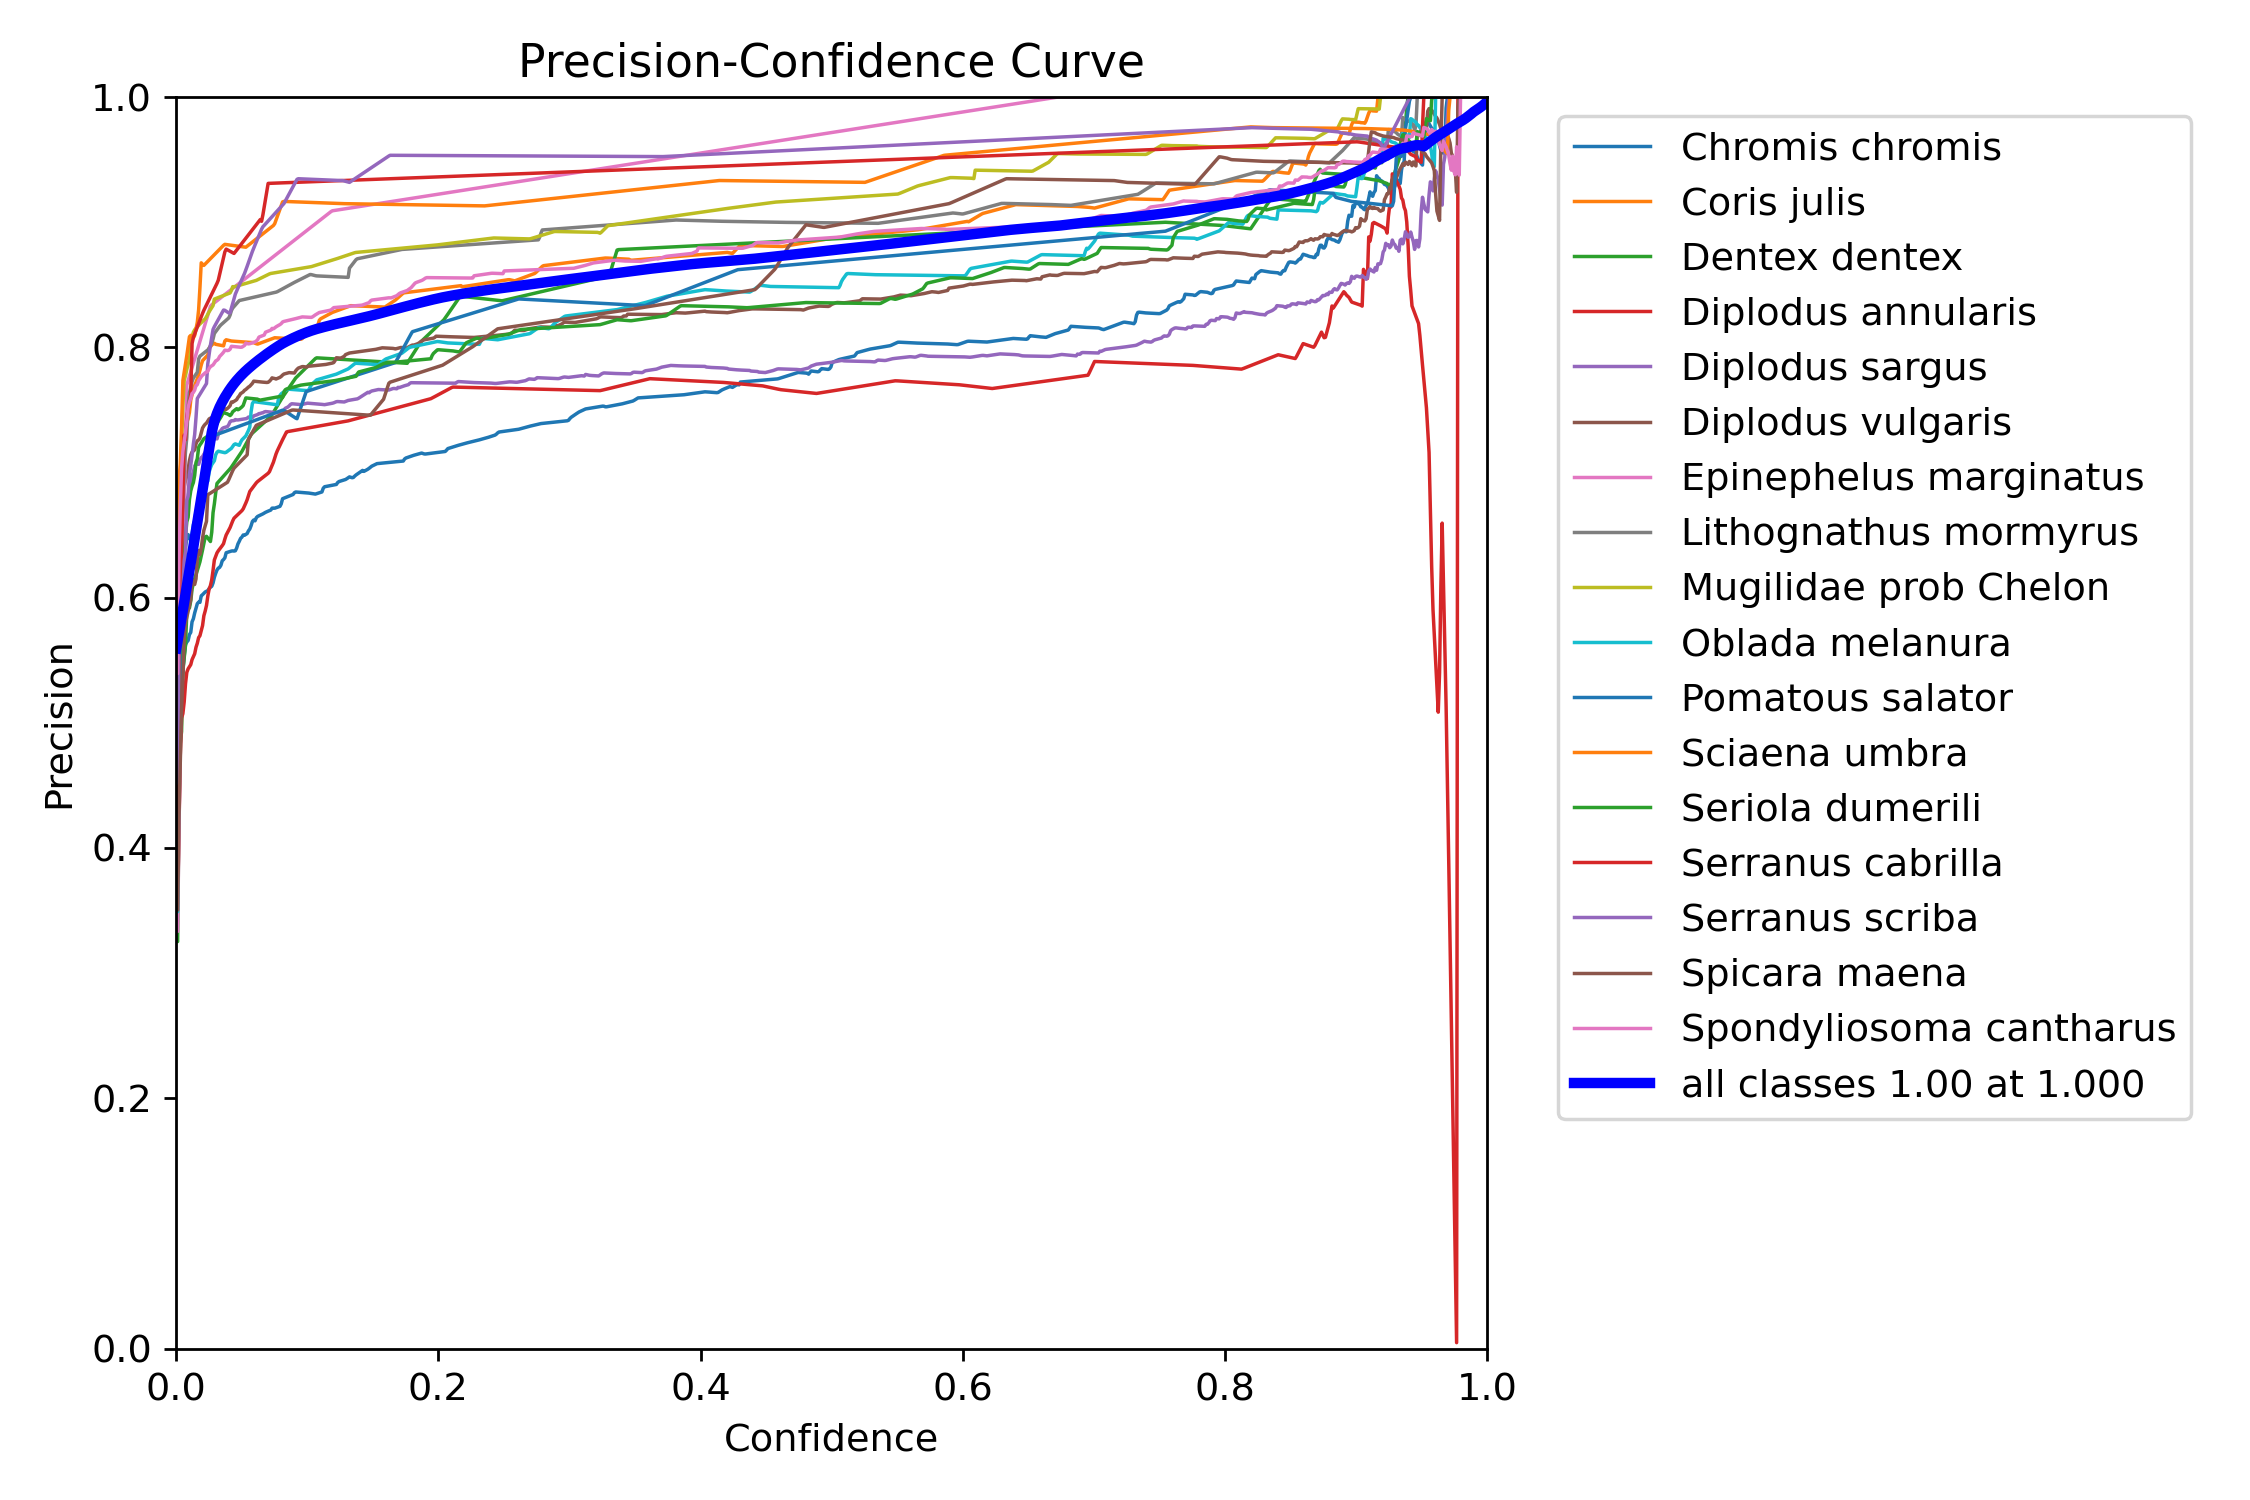 Precision-Confidence Curve
1.0
0.8
0.6
0.4
0.2
0.0
Precision
0.0 0.2 0.4 0.6 0.8 1.0
Confidence
Chromis chromis
Coris julis
Dentex dentex
Diplodus annularis
Diplodus sargus
Diplodus vulgaris
Epinephelus marginatus
Lithognathus mormyrus
Mugilidae prob Chelon
Oblada melanura
Pomatous salator
Sciaena umbra
Seriola dumerili
Serranus cabrilla
Serranus scriba
Spicara maena
Spondyliosoma cantharus
all classes 1.00 at 1.000